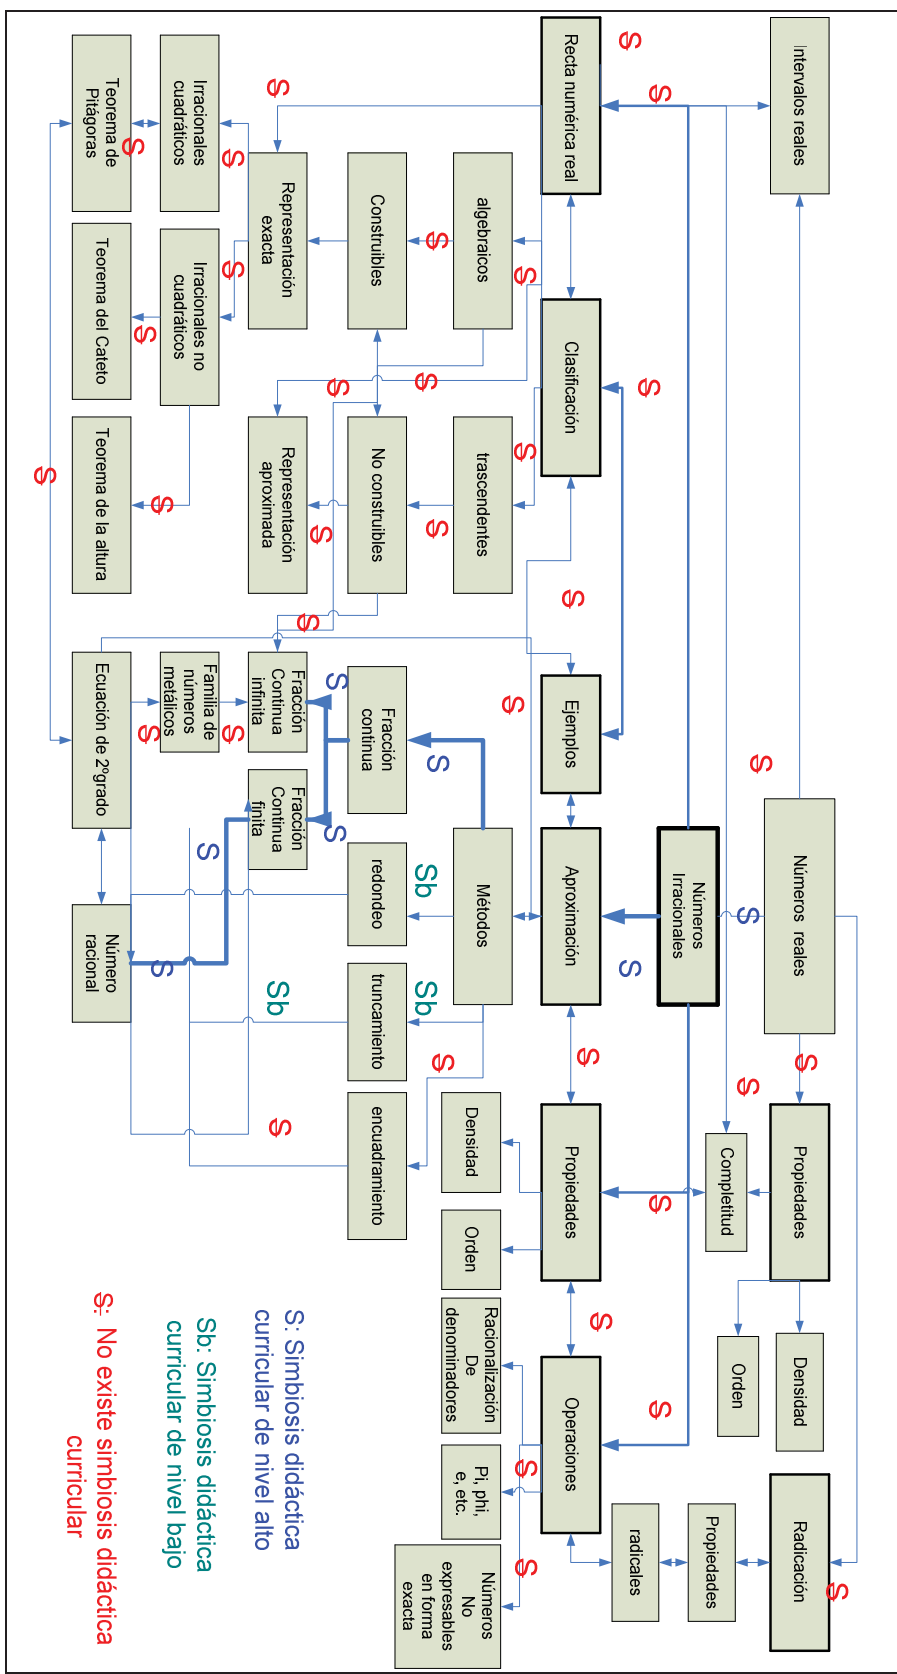 S̶
Intervalos reales
Números reales
S̶
Propiedades
Densidad
Radicación
S̶
S
S̶
Completitud
Orden
Propiedades
Números
Irracionales
S̶
S̶
S̶
S̶
S̶
S
radicales
Recta numérica real
Clasificación
S̶
Ejemplos
Aproximación
S̶
Propiedades
S̶
Operaciones
S̶
S̶
S̶
S̶
S̶
algebraicos
trascendentes
Métodos
Densidad
Orden
Racionalización
De
denominadores
Pi, phi,
e, etc.
Números
No
expresables
en forma
exacta
S̶
S̶
S̶
S
Sb
Sb
S̶
Construibles
No construibles
Fracción
continua
redondeo
truncamiento
encuadramiento
S̶
S
S
S̶
S̶
S̶
Representación
exacta
Representación
aproximada
Fracción
Continua
infinita
Fracción
Continua
finita
Sb
S̶
S̶
S̶
S̶
S
Irracionales
cuadráticos
Irracionales no
cuadráticos
Familia de
números
metálicos
S̶
S̶
S̶
S̶
S
Teorema de
Pitágoras
Teorema del Cateto
Teorema de la altura
Ecuación de 2ºgrado
Número
racional
S̶
S: Simbiosis didáctica
curricular de nivel alto
Sb: Simbiosis didáctica
curricular de nivel bajo
S̶: No existe simbiosis didáctica
curricular